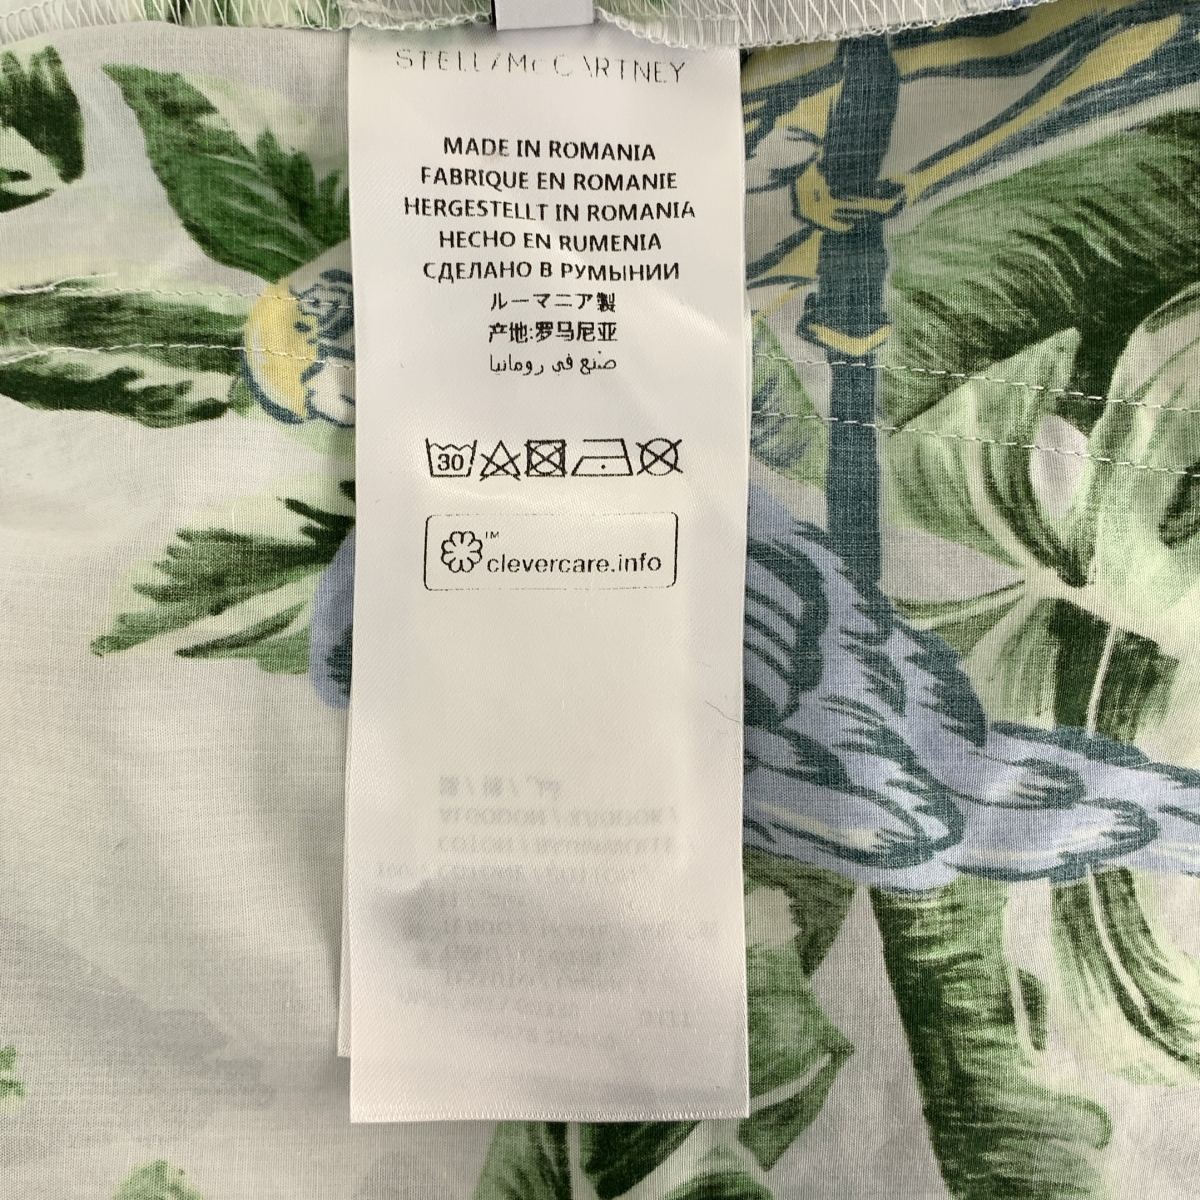 STELLA McCARTNEY
MADE IN ROMANIA
FABRIQUE EN ROMANIE
HERGESTELLT IN ROMANIA
HECHO EN RUMENIA
СДЕЛАНО В РУМЫНИИ
ルーマニア製
产地:罗马尼亚
صنع في رومانيا
30
™
clevercare.info